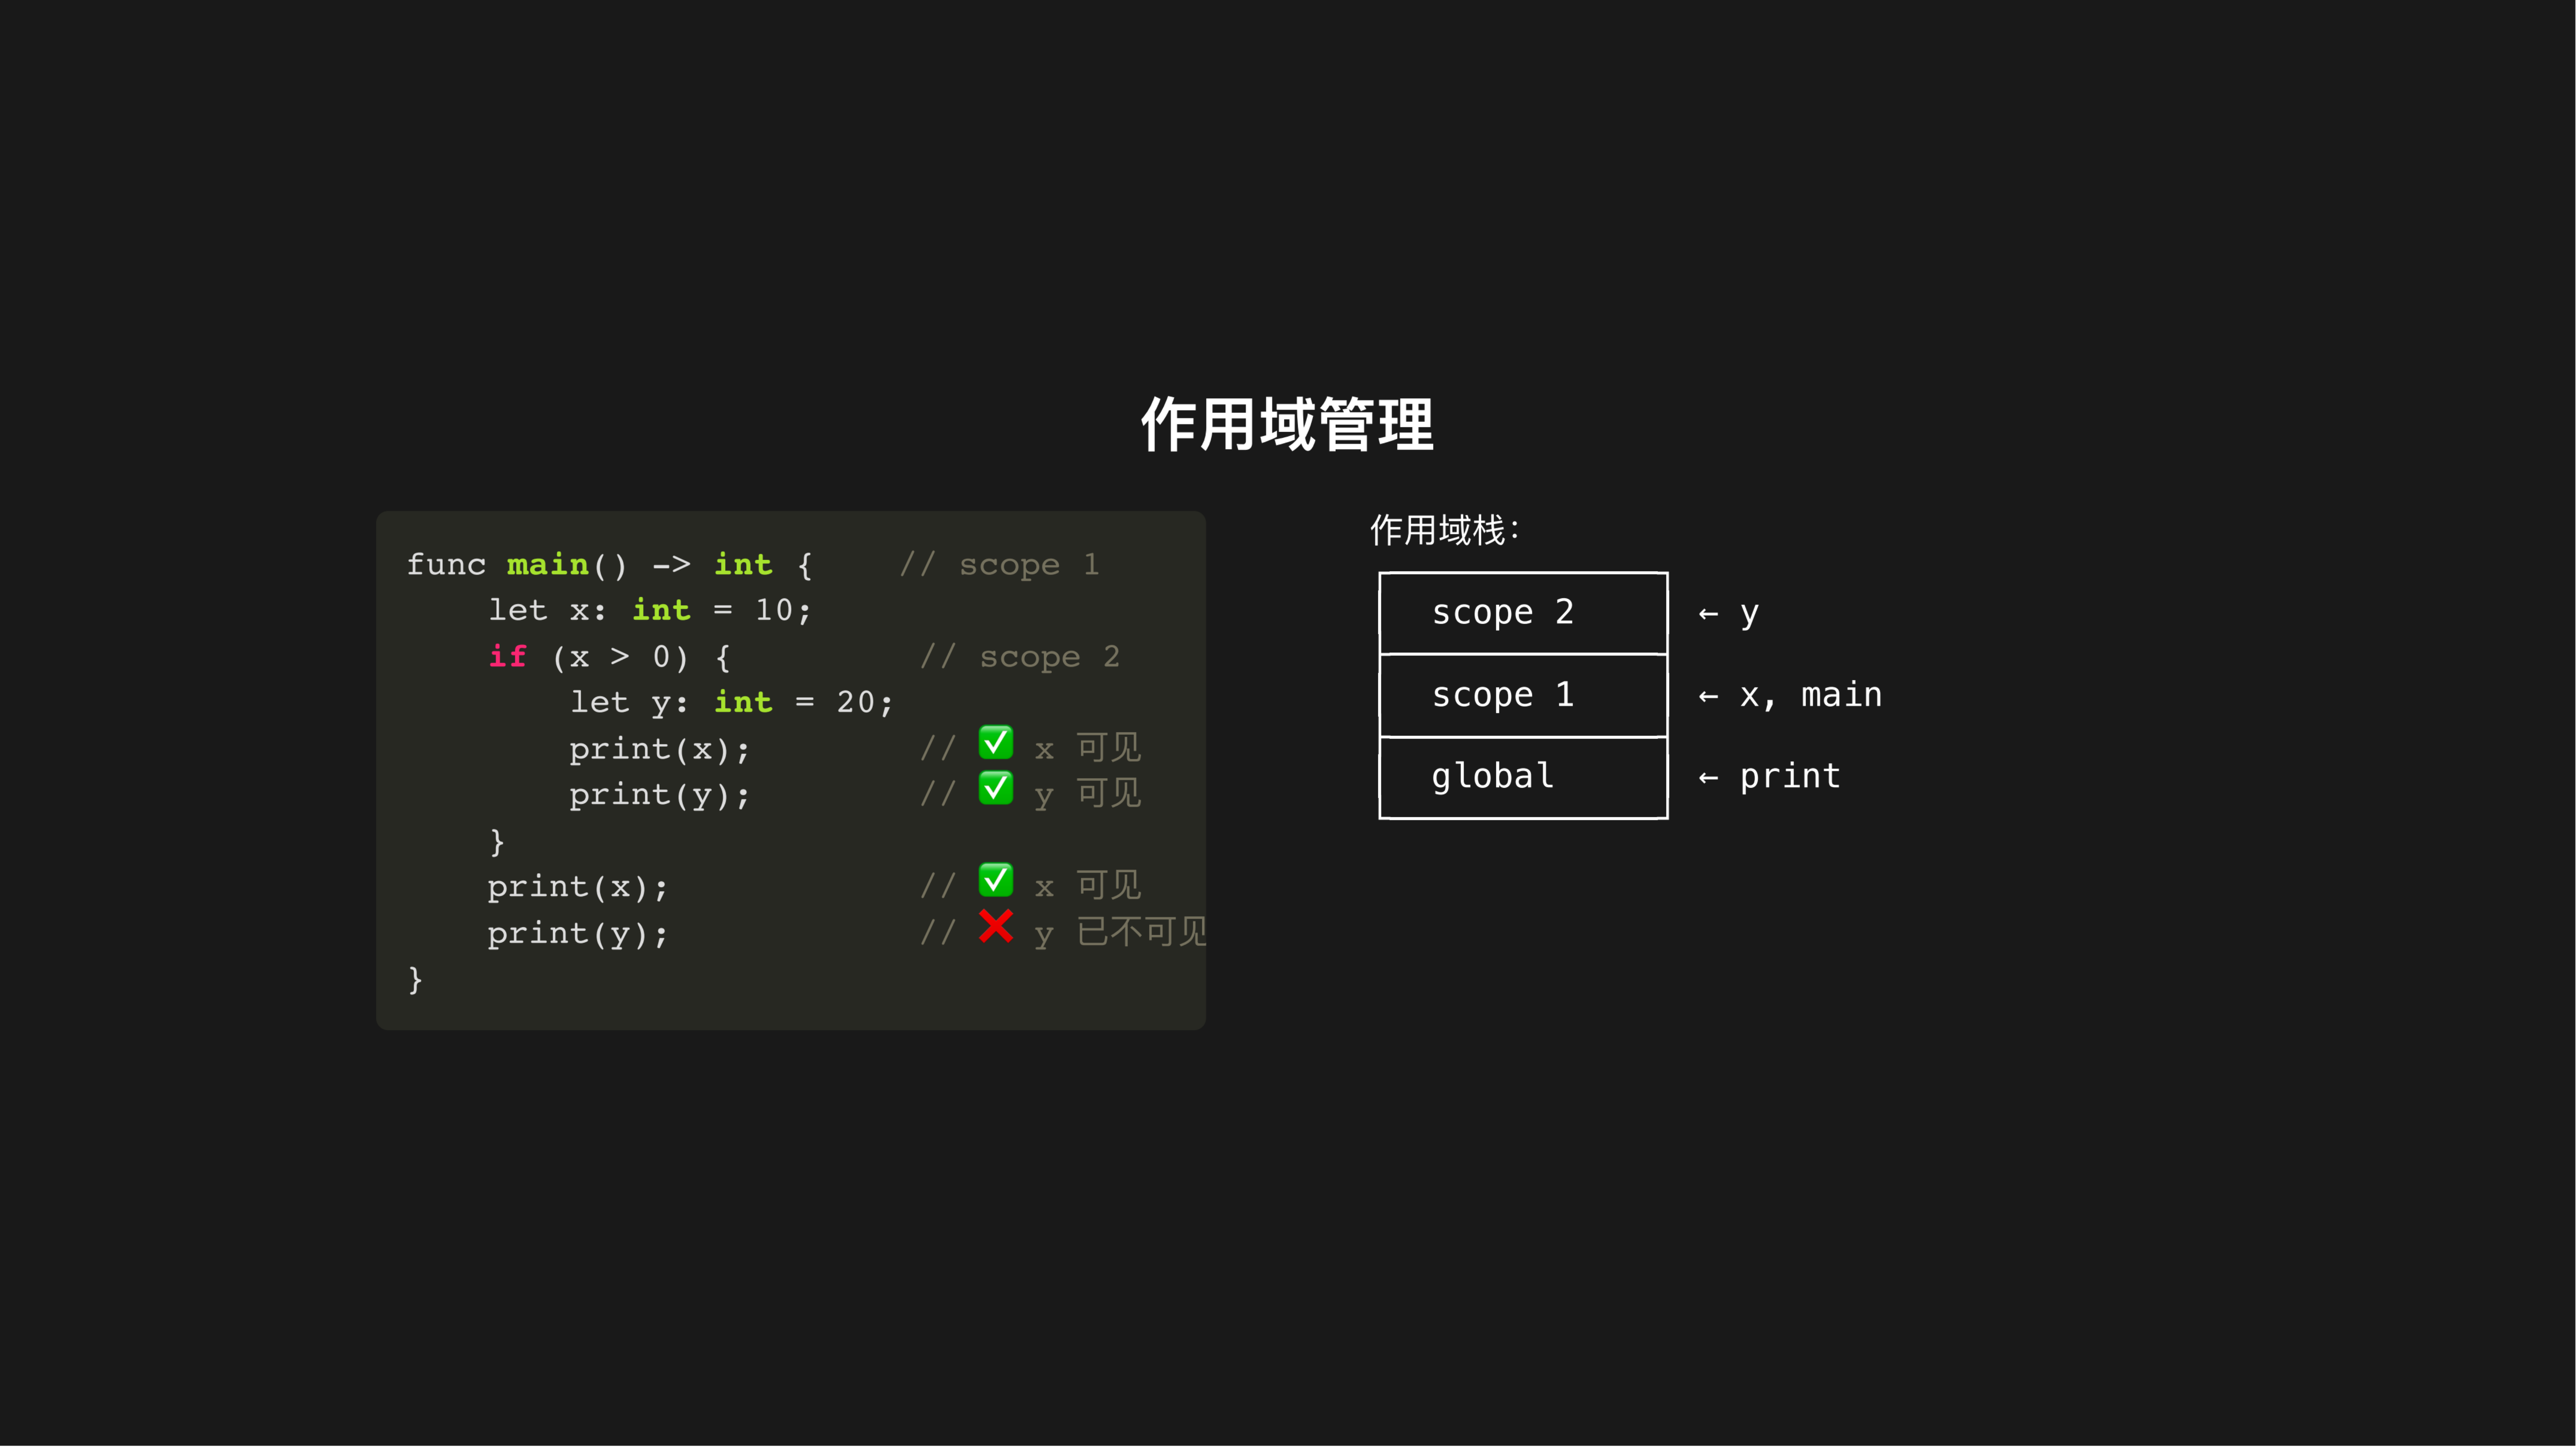 作用域管理
func main() -> int {    // scope 1
    let x: int = 10;
    if (x > 0) {         // scope 2
        let y: int = 20;
        print(x);        // ✅ x 可见
        print(y);        // ✅ y 可见
    }
    print(x);            // ✅ x 可见
    print(y);            // ❌ y 已不可见
}
作用域栈：
scope 2 ← y
scope 1 ← x, main
global ← print